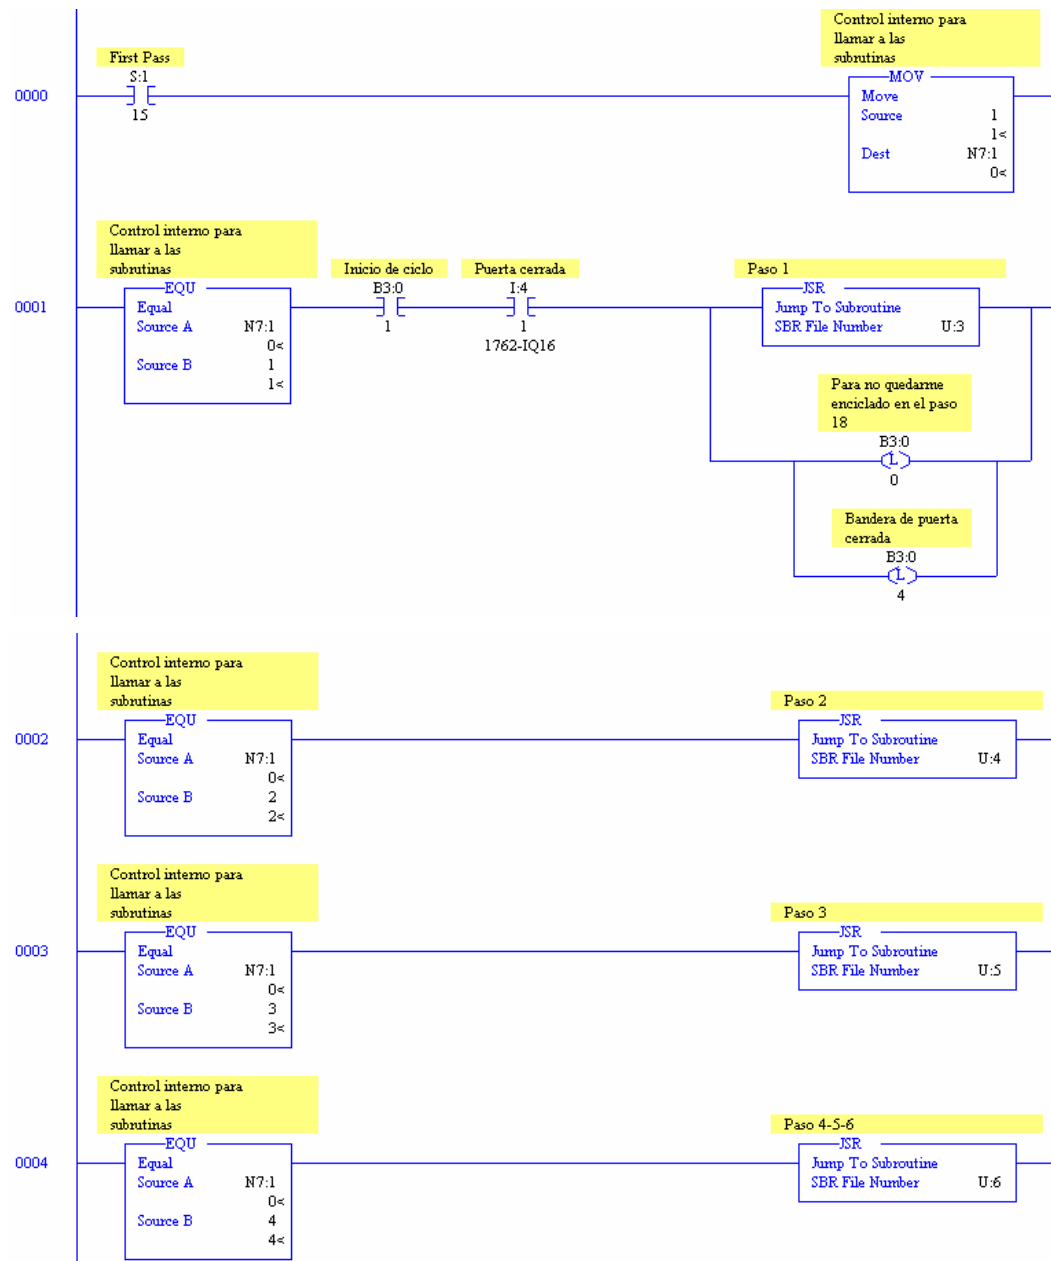 Control interno para
llamar a las
subrutinas
First Pass
S:1
15
0000
MOV
Move
Source 1
1<
Dest N7:1
0<
Control interno para
llamar a las
subrutinas
Inicio de ciclo
Puerta cerrada
Paso 1
0001
EQU
Equal
Source A N7:1
0<
Source B 1
1<
B3:0
1
I:4
1
1762-IQ16
JSR
Jump To Subroutine
SBR File Number U:3
Para no quedarme
enciclado en el paso
18
B3:0
L
0
Bandera de puerta
cerrada
B3:0
L
4
Control interno para
llamar a las
subrutinas
Paso 2
0002
EQU
Equal
Source A N7:1
0<
Source B 2
2<
JSR
Jump To Subroutine
SBR File Number U:4
Control interno para
llamar a las
subrutinas
Paso 3
0003
EQU
Equal
Source A N7:1
0<
Source B 3
3<
JSR
Jump To Subroutine
SBR File Number U:5
Control interno para
llamar a las
subrutinas
Paso 4-5-6
0004
EQU
Equal
Source A N7:1
0<
Source B 4
4<
JSR
Jump To Subroutine
SBR File Number U:6